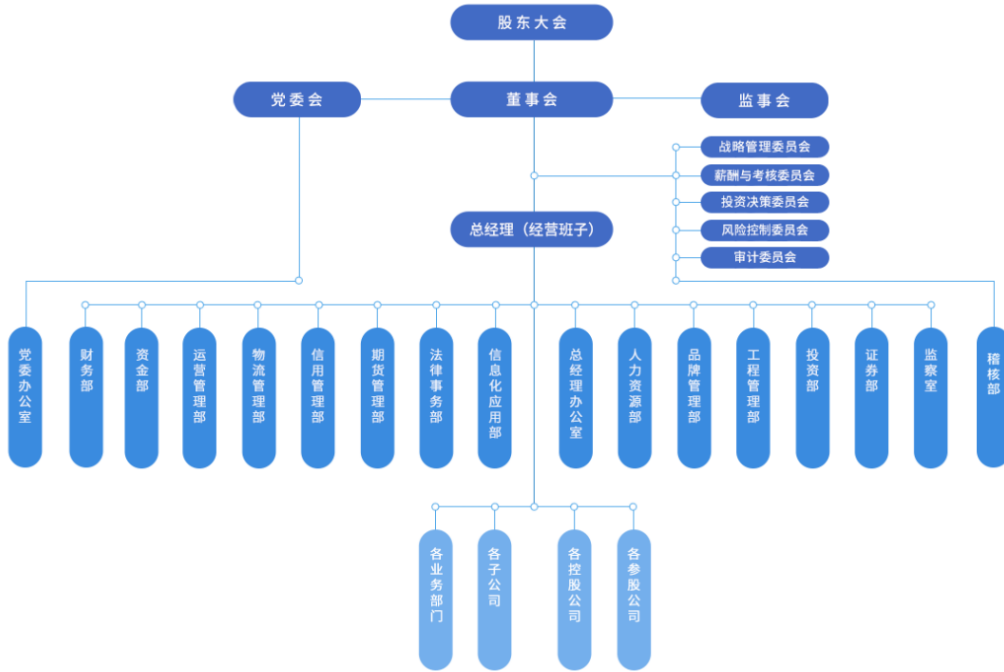 股东大会
党委会
董事会
监事会
战略管理委员会
薪酬与考核委员会
投资决策委员会
风险控制委员会
审计委员会
总经理（经营班子）
党委办公室
财务部
资金部
运营管理部
物流管理部
信用管理部
期货管理部
法律事务部
信息化应用部
总经理办公室
人力资源部
品牌管理部
工程管理部
投资部
证券部
监察室
稽核部
各业务部门
各子公司
各控股公司
各参股公司